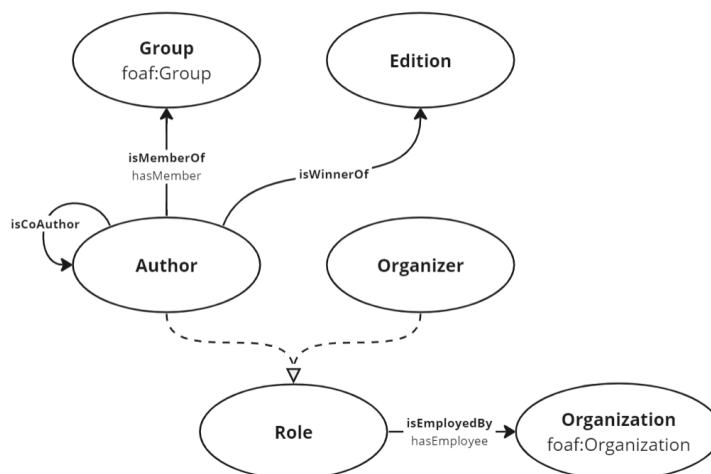 Group
foaf:Group
Edition
isMemberOf
hasMember
isWinnerOf
isCoAuthor
Author
Organizer
Role
isEmployedBy
hasEmployee
Organization
foaf:Organization